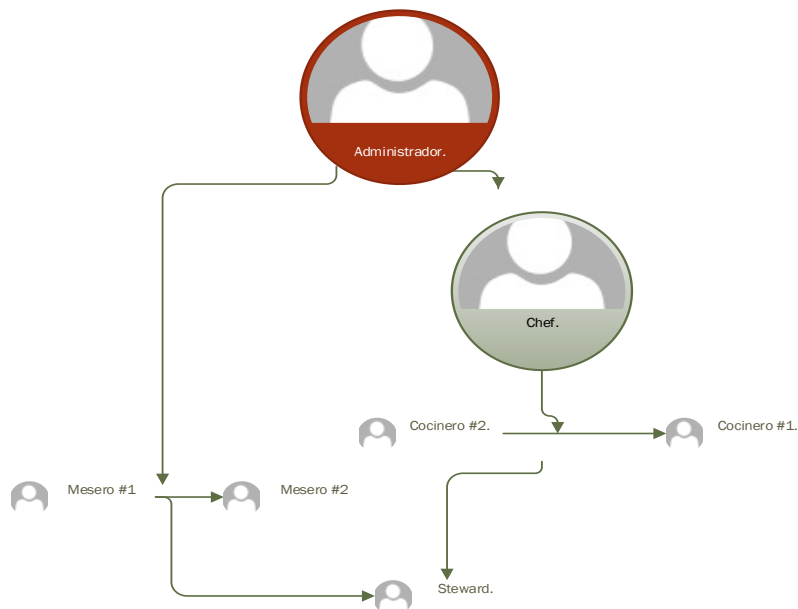 Administrador.
Chef.
Cocinero #2.
Cocinero #1.
Mesero #1
Mesero #2
Steward.